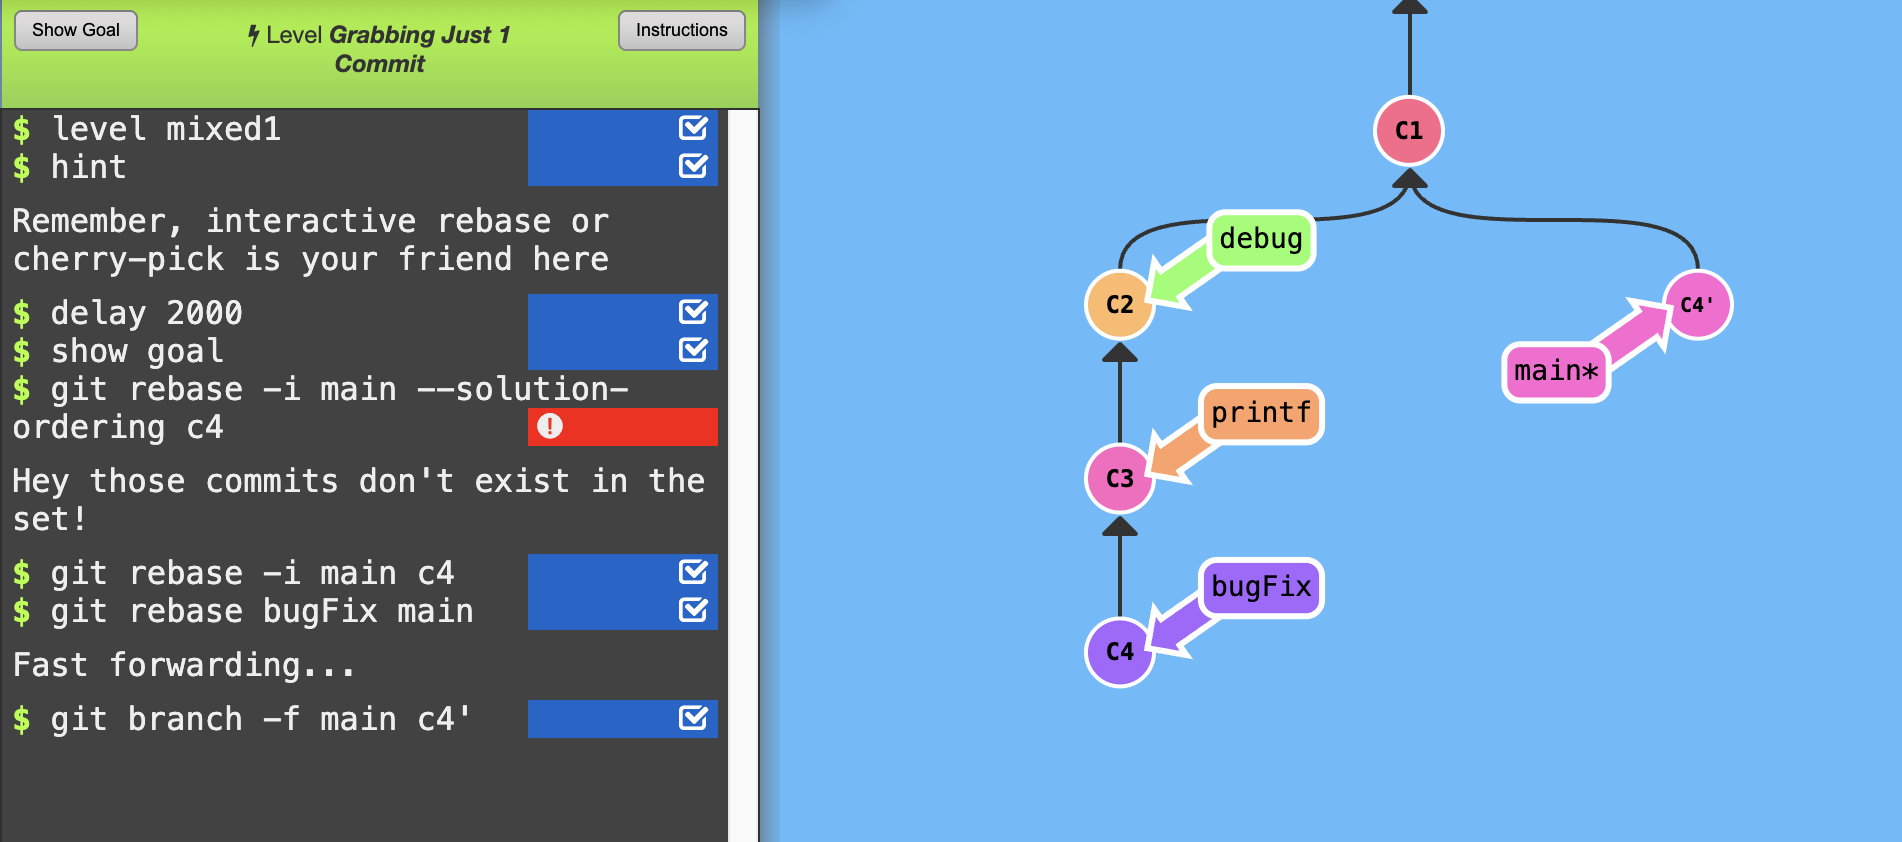 Show Goal
Level Grabbing Just 1
Commit
Instructions
$ level mixed1
$ hint
Remember, interactive rebase or
cherry-pick is your friend here
$ delay 2000
$ show goal
$ git rebase -i main --solution-
ordering c4
Hey those commits don't exist in the
set!
$ git rebase -i main c4
$ git rebase bugFix main
Fast forwarding...
$ git branch -f main c4'
C1
debug
C2
C4'
main*
printf
C3
bugFix
C4